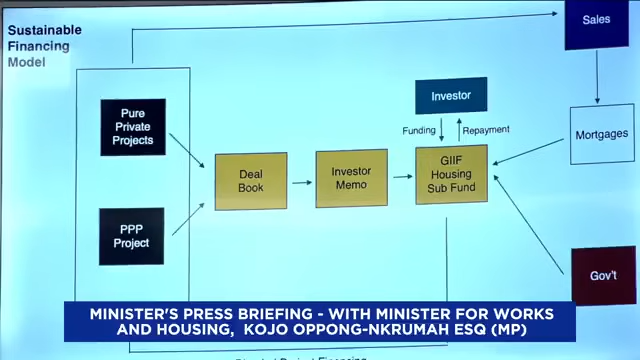 Sustainable
Financing
Model
Sales
Pure
Private
Projects
Investor
Funding
Repayment
Mortgages
Deal
Book
Investor
Memo
GIIF
Housing
Sub Fund
PPP
Project
Gov't
MINISTER'S PRESS BRIEFING - WITH MINISTER FOR WORKS
AND HOUSING, KOJO OPPONG-NKRUMAH ESQ (MP)